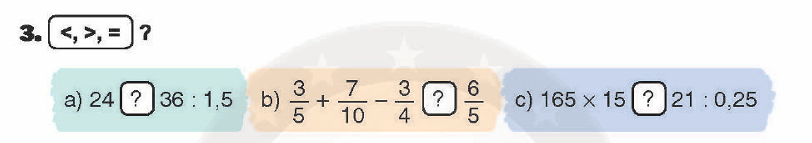 3. <, >, = ?
a) 24 ? 36 : 1,5 b) 3/5 + 7/10 − 3/4 ? 6/5 c) 165 × 15 ? 21 : 0,25